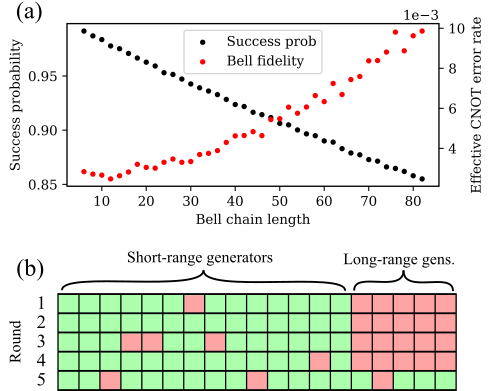 (a)
1e−3
Success prob
Bell fidelity
Success probability
0.95
0.90
0.85
10
8
6
4
Effective CNOT error rate
10 20 30 40 50 60 70 80
Bell chain length
(b)
Short-range generators
Long-range gens.
Round
1
2
3
4
5